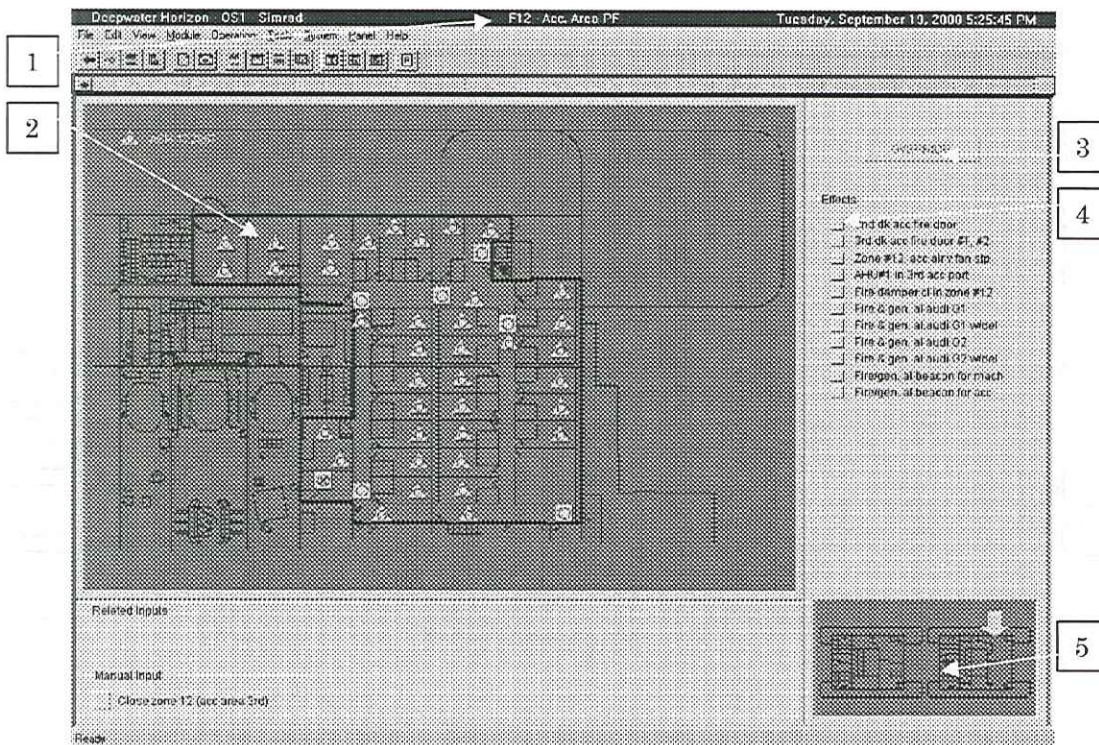 Deepwater Horizon - OS1 - Simrad F12 - Acc. Area PF Tuesday, September 19, 2000 5:25:45 PM
File Edit View Module Operation Tools System Panel Help
1
2
3
Effects
4
2nd dk acc fire door
3rd dk acc fire door #1, #2
Zone #12, acc air v fan stp
AHU#1 in 3rd acc port
Fire damper cl in zone #12
Fire & gen. al audi G1
Fire & gen. al audi G1 w/del
Fire & gen. al audi G2
Fire & gen. al audi G2 w/del
Fire/gen. al beacon for mach
Fire/gen. al beacon for acc
Related Inputs
5
Manual Input
Close zone 12 (acc area 3rd)
Ready